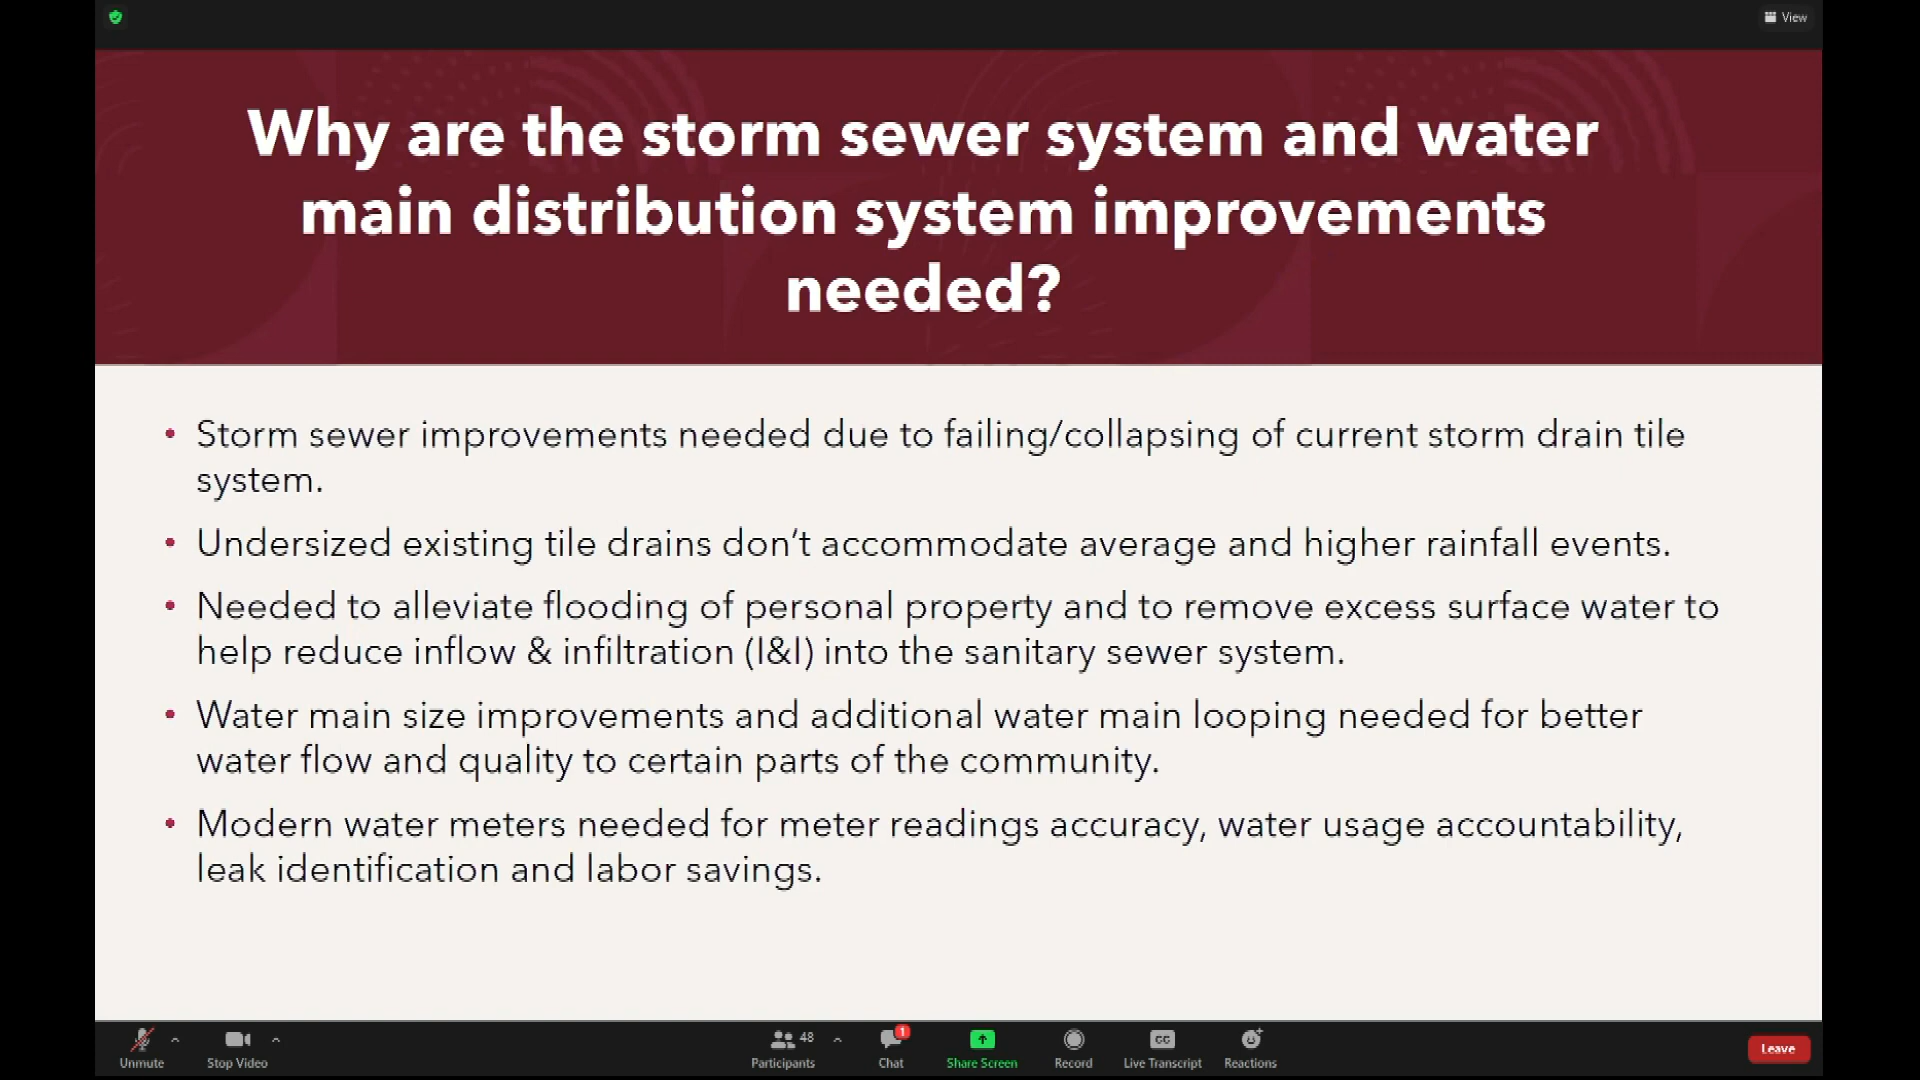 View
Why are the storm sewer system and water
main distribution system improvements
needed?
• Storm sewer improvements needed due to failing/collapsing of current storm drain tile
system.
• Undersized existing tile drains don’t accommodate average and higher rainfall events.
• Needed to alleviate flooding of personal property and to remove excess surface water to
help reduce inflow & infiltration (I&I) into the sanitary sewer system.
• Water main size improvements and additional water main looping needed for better
water flow and quality to certain parts of the community.
• Modern water meters needed for meter readings accuracy, water usage accountability,
leak identification and labor savings.
48
1
CC
Unmute
Stop Video
Participants
Chat
Share Screen
Record
Live Transcript
Reactions
Leave